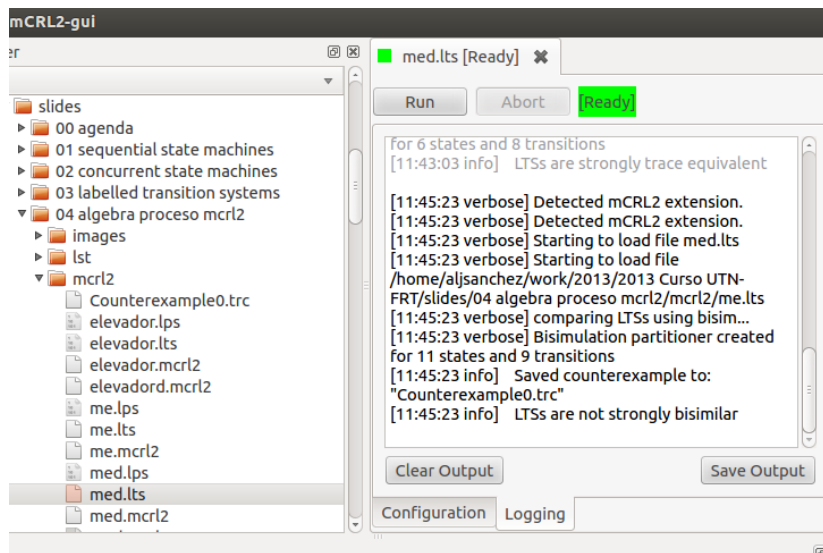 mCRL2-gui
er
slides
00 agenda
01 sequential state machines
02 concurrent state machines
03 labelled transition systems
04 algebra proceso mcrl2
images
lst
mcrl2
Counterexample0.trc
elevador.lps
elevador.lts
elevador.mcrl2
elevadord.mcrl2
me.lps
me.lts
me.mcrl2
med.lps
med.lts
med.mcrl2
med.lts [Ready]
Run Abort [Ready]
for 6 states and 8 transitions
[11:43:03 info] LTSs are strongly trace equivalent
[11:45:23 verbose] Detected mCRL2 extension.
[11:45:23 verbose] Detected mCRL2 extension.
[11:45:23 verbose] Starting to load file med.lts
[11:45:23 verbose] Starting to load file
/home/aljsanchez/work/2013/2013 Curso UTN-
FRT/slides/04 algebra proceso mcrl2/mcrl2/me.lts
[11:45:23 verbose] comparing LTSs using bisim...
[11:45:23 verbose] Bisimulation partitioner created
for 11 states and 9 transitions
[11:45:23 info] Saved counterexample to:
"Counterexample0.trc"
[11:45:23 info] LTSs are not strongly bisimilar
Clear Output Save Output
Configuration Logging